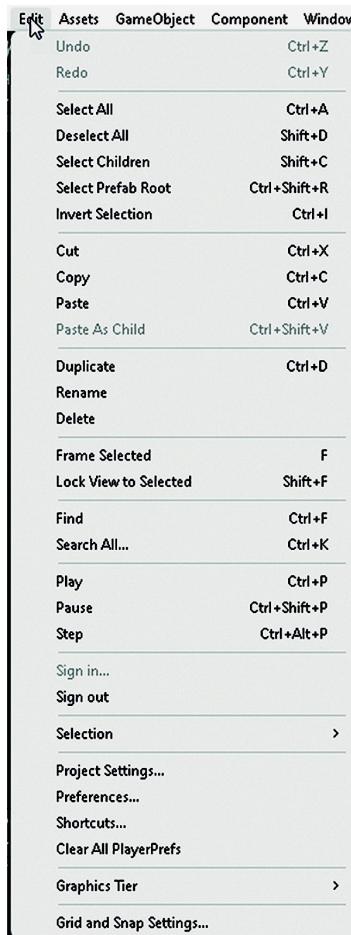 Edit Assets GameObject Component Window
Undo Ctrl+Z
Redo Ctrl+Y
Select All Ctrl+A
Deselect All Shift+D
Select Children Shift+C
Select Prefab Root Ctrl+Shift+R
Invert Selection Ctrl+I
Cut Ctrl+X
Copy Ctrl+C
Paste Ctrl+V
Paste As Child Ctrl+Shift+V
Duplicate Ctrl+D
Rename
Delete
Frame Selected F
Lock View to Selected Shift+F
Find Ctrl+F
Search All... Ctrl+K
Play Ctrl+P
Pause Ctrl+Shift+P
Step Ctrl+Alt+P
Sign in...
Sign out
Selection >
Project Settings...
Preferences...
Shortcuts...
Clear All PlayerPrefs
Graphics Tier >
Grid and Snap Settings...